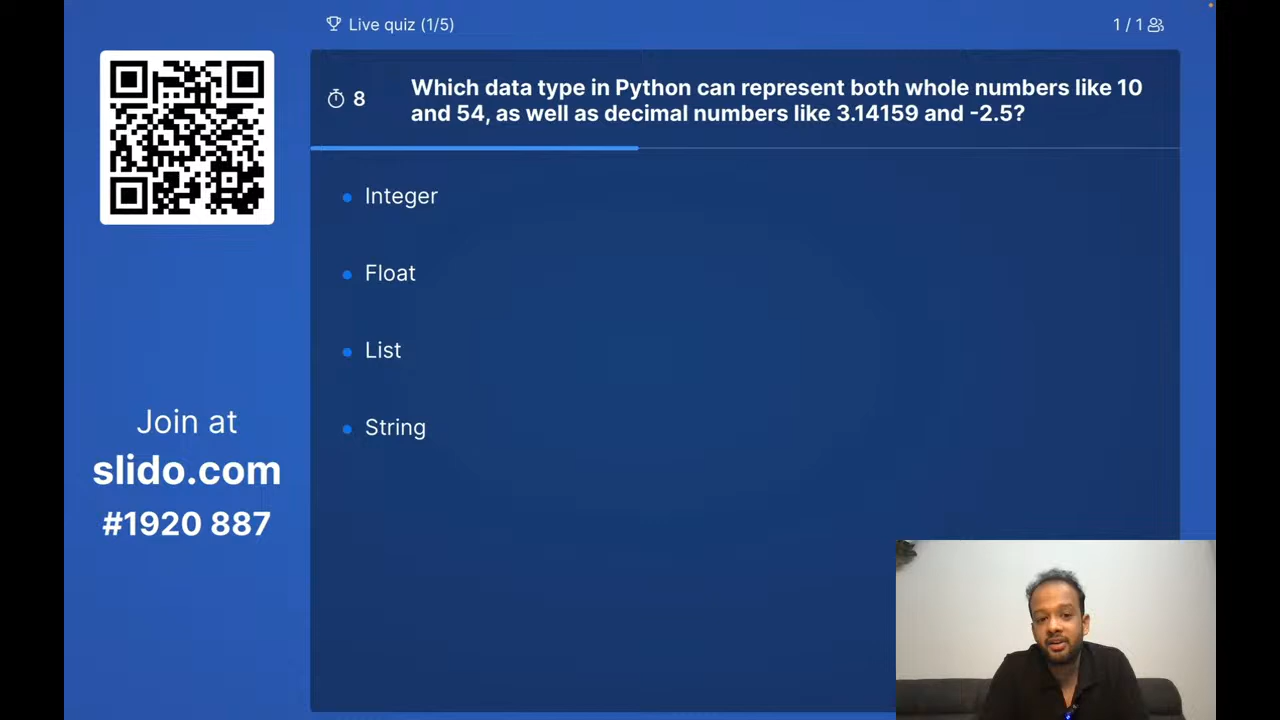 Live quiz (1/5)
1 / 1
8
Which data type in Python can represent both whole numbers like 10
and 54, as well as decimal numbers like 3.14159 and -2.5?
Integer
Float
List
String
Join at
slido.com
#1920 887